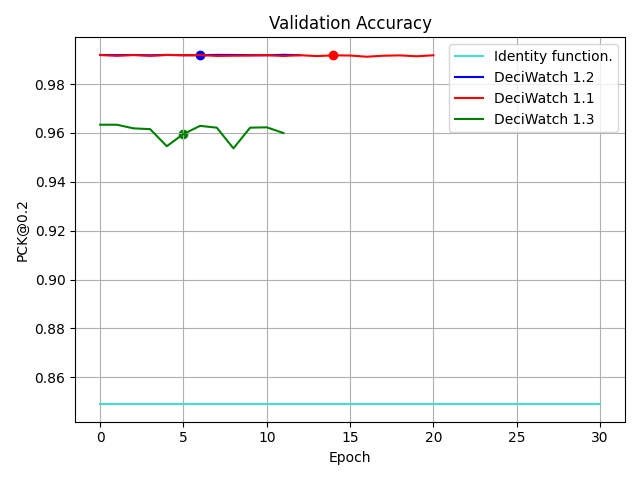 Validation Accuracy
PCK@0.2
0.98
0.96
0.94
0.92
0.90
0.88
0.86
Identity function.
DeciWatch 1.2
DeciWatch 1.1
DeciWatch 1.3
0 5 10 15 20 25 30
Epoch